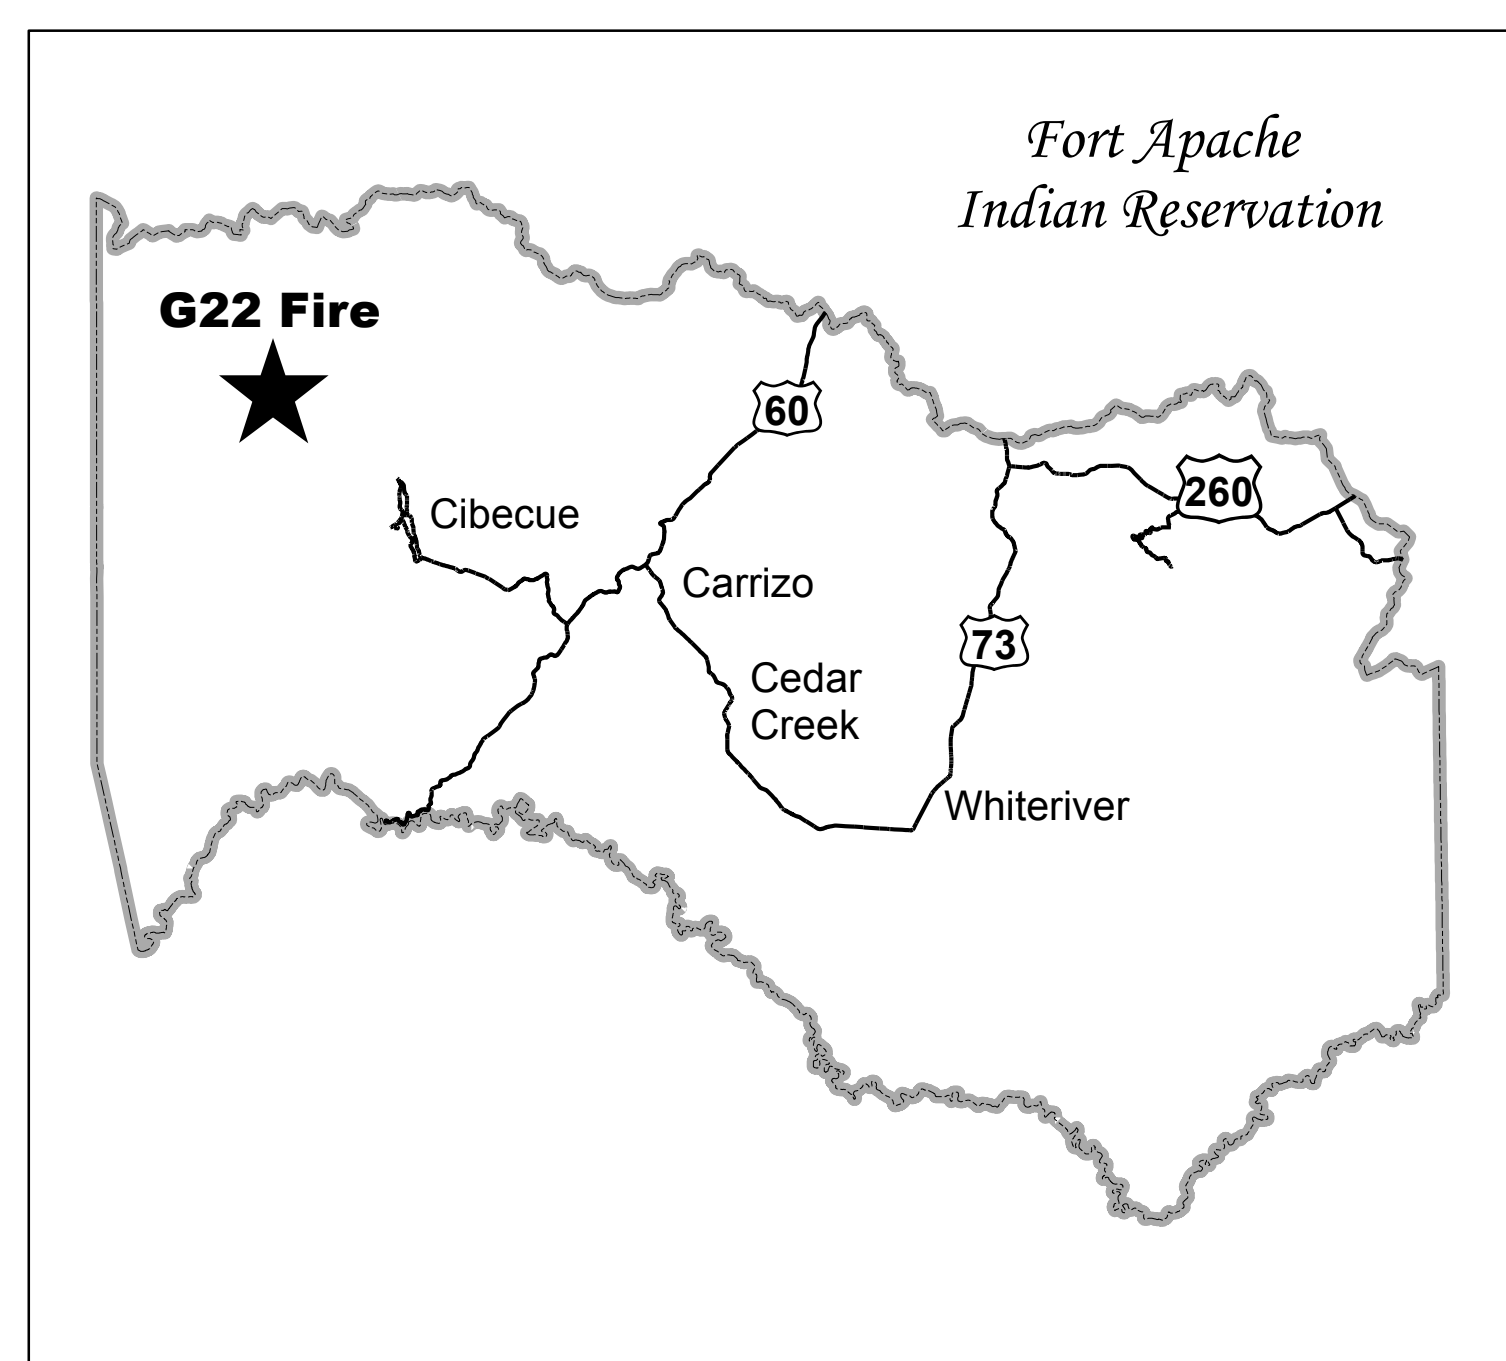 Fort Apache
Indian Reservation
G22 Fire
60
260
Cibecue
Carrizo
73
Cedar
Creek
Whiteriver